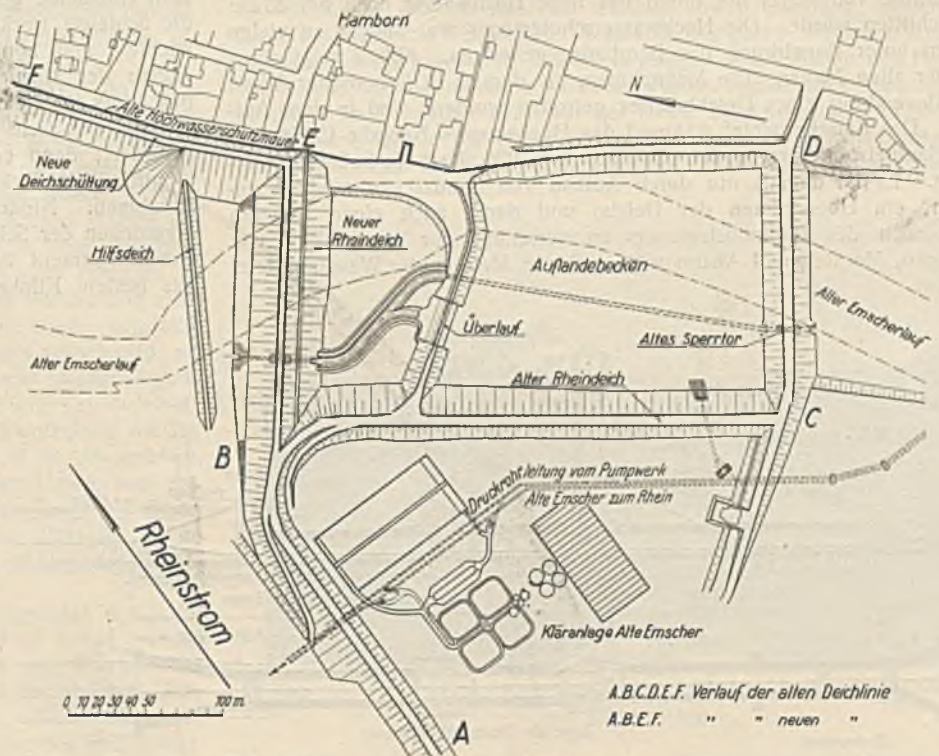 Hamborn
N
F
Alte Hochwasserschutzmauer
E
D
Neue
Deichschüttung
Neuer
Rheindeich
Hilfsdeich
Auflandebecken
Alter Emscherlauf
Überlauf
Altes Sperrtor
Alter Emscherlauf
Alter Rheindeich
C
B
Druckrohrleitung vom Pumpwerk
Alte Emscher zum Rhein
Rheinstrom
Kläranlage Alte Emscher
0 10 20 30 40 50 100 m.
A.B.C.D.E.F. Verlauf der alten Deichlinie
A.B.E.F. " " neuen "
A